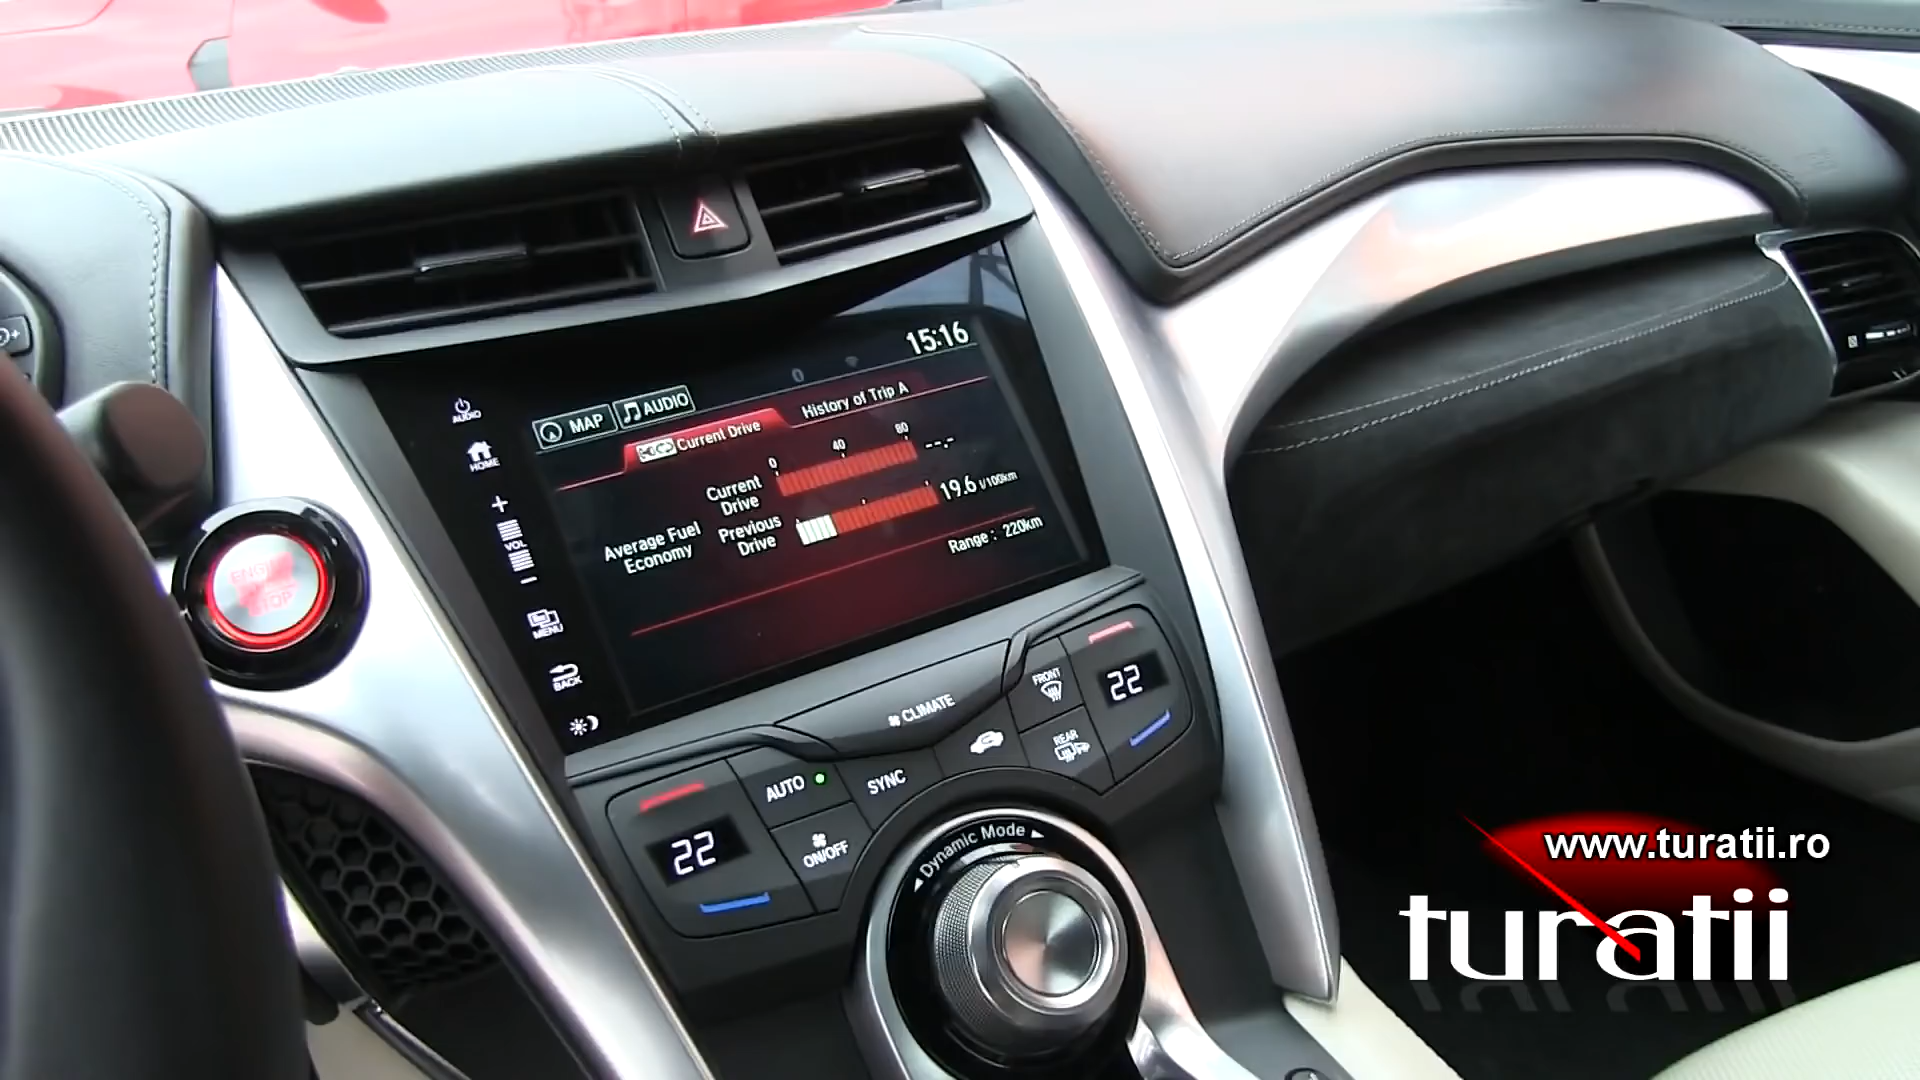 15:16
0
AUDIO
MAP
AUDIO
Current Drive
History of Trip A
HOME
0 40 80
Current
Drive
--.-
+
VOL
−
Average Fuel
Economy
Previous
Drive
19.6 l/100km
Range : 220km
MENU
BACK
ENGINE
STOP
CLIMATE
FRONT
22
REAR
AUTO
SYNC
22
ON/OFF
Dynamic Mode
www.turatii.ro
turatii